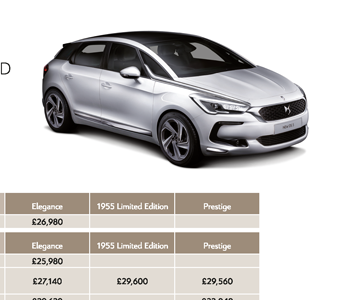 D
Elegance 1955 Limited Edition Prestige
£26,980
Elegance 1955 Limited Edition Prestige
£25,980
£27,140 £29,600 £29,560